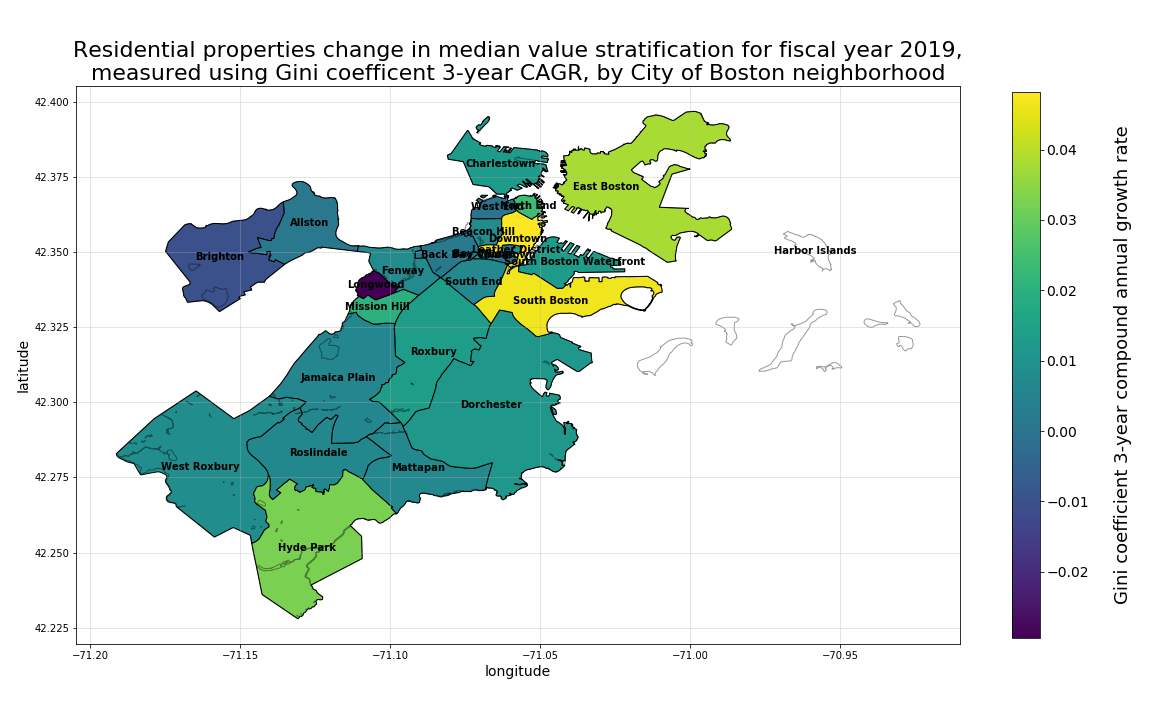 Residential properties change in median value stratification for fiscal year 2019,
measured using Gini coefficent 3-year CAGR, by City of Boston neighborhood
42.400
42.375
42.350
42.325
42.300
42.275
42.250
42.225
latitude
−71.20
−71.15
−71.10
−71.05
−71.00
−70.95
longitude
Charlestown
East Boston
West End
North End
Allston
Beacon Hill
Downtown
Brighton
Back Bay
Leather District
Harbor Islands
South Boston Waterfront
Fenway
Longwood
South End
Mission Hill
South Boston
Roxbury
Jamaica Plain
Dorchester
Roslindale
West Roxbury
Mattapan
Hyde Park
0.04
0.03
0.02
0.01
0.00
−0.01
−0.02
Gini coefficient 3-year compound annual growth rate